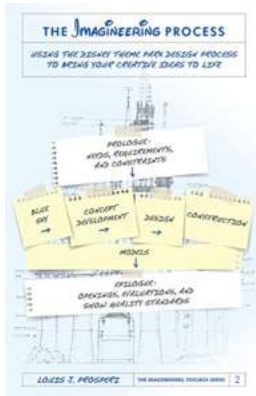 THE IMAGINEERING PROCESS
USING THE DISNEY THEME PARK DESIGN PROCESS
TO BRING YOUR CREATIVE IDEAS TO LIFE
PROLOGUE-
NEEDS, REQUIREMENTS,
AND CONSTRAINTS
BLUE
SKY
CONCEPT
DEVELOPMENT
DESIGN
CONSTRUCTION
MODELS
EPILOGUE-
OPENINGS, EVALUATIONS, AND
SHOW QUALITY STANDARDS
LOUIS J. PROSPERI
THE IMAGINEERING TOOLBOX SERIES 2